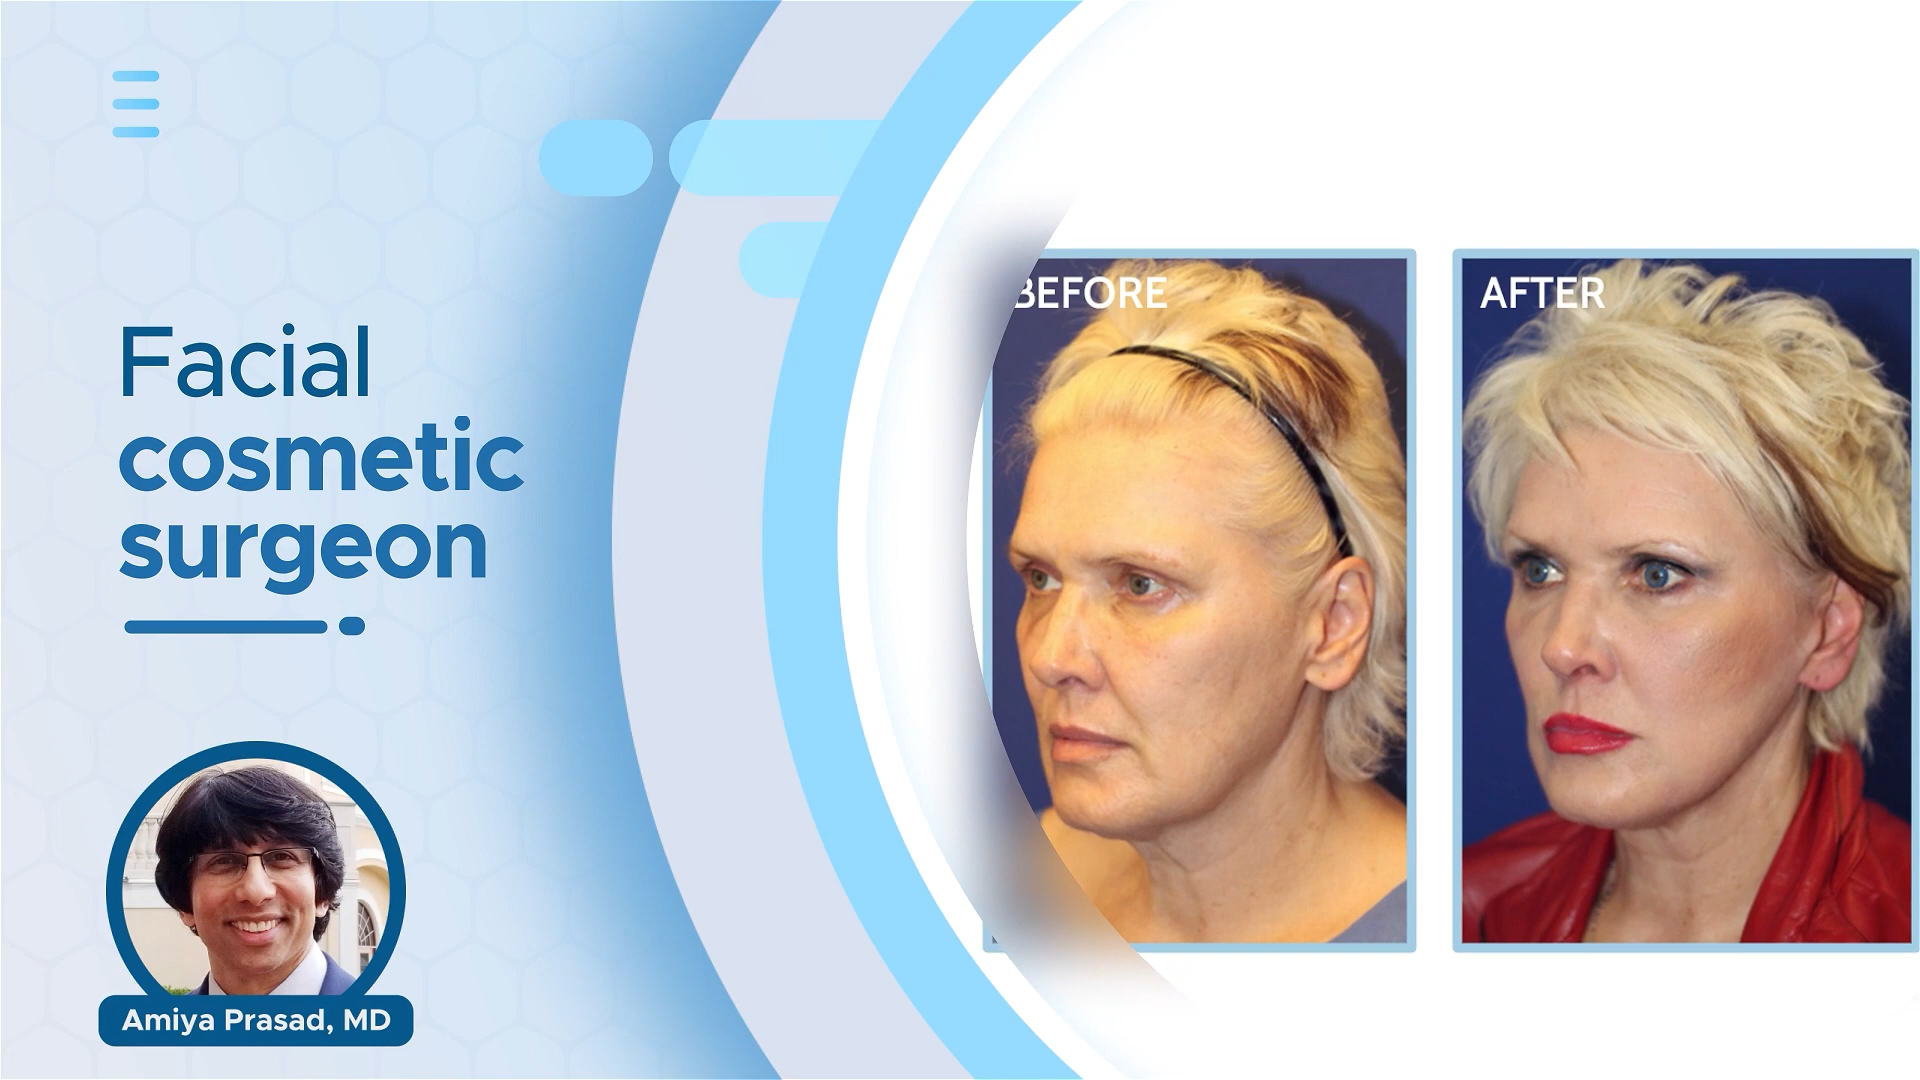 Facial
cosmetic
surgeon
Amiya Prasad, MD
BEFORE
AFTER